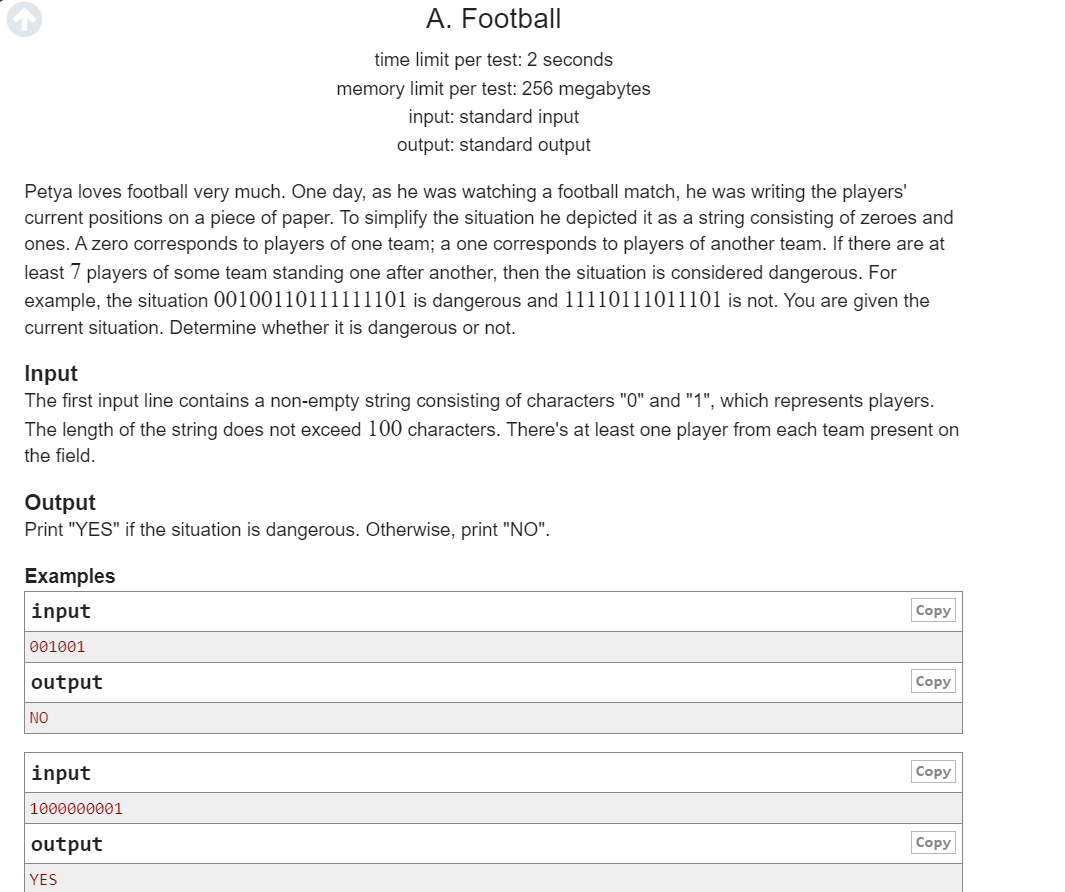 A. Football
time limit per test: 2 seconds
memory limit per test: 256 megabytes
input: standard input
output: standard output
Petya loves football very much. One day, as he was watching a football match, he was writing the players'
current positions on a piece of paper. To simplify the situation he depicted it as a string consisting of zeroes and
ones. A zero corresponds to players of one team; a one corresponds to players of another team. If there are at
least 7 players of some team standing one after another, then the situation is considered dangerous. For
example, the situation 00100110111111101 is dangerous and 11110111011101 is not. You are given the
current situation. Determine whether it is dangerous or not.
Input
The first input line contains a non-empty string consisting of characters "0" and "1", which represents players.
The length of the string does not exceed 100 characters. There's at least one player from each team present on
the field.
Output
Print "YES" if the situation is dangerous. Otherwise, print "NO".
Examples
input Copy
001001
output Copy
NO
input Copy
1000000001
output Copy
YES